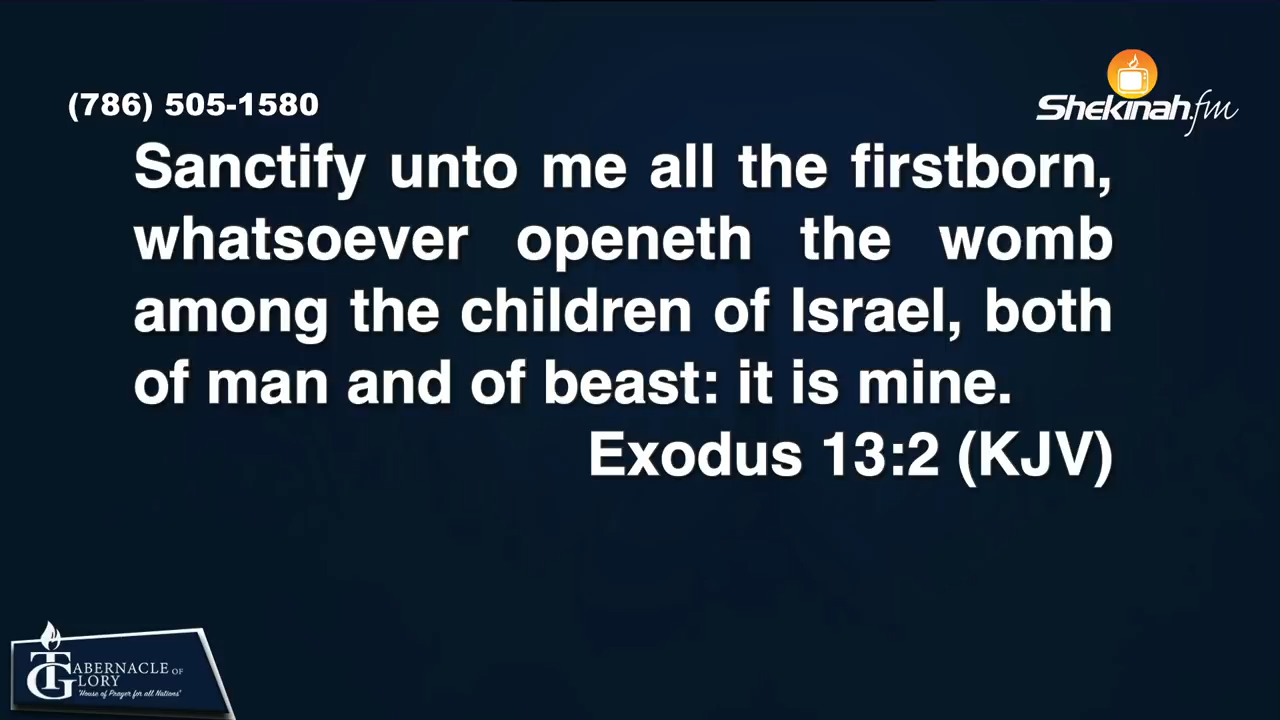 (786) 505-1580
Shekinah.fm
Sanctify unto me all the firstborn,
whatsoever openeth the womb
among the children of Israel, both
of man and of beast: it is mine.
Exodus 13:2 (KJV)
TABERNACLE OF
GLORY
"House of Prayer for all Nations"